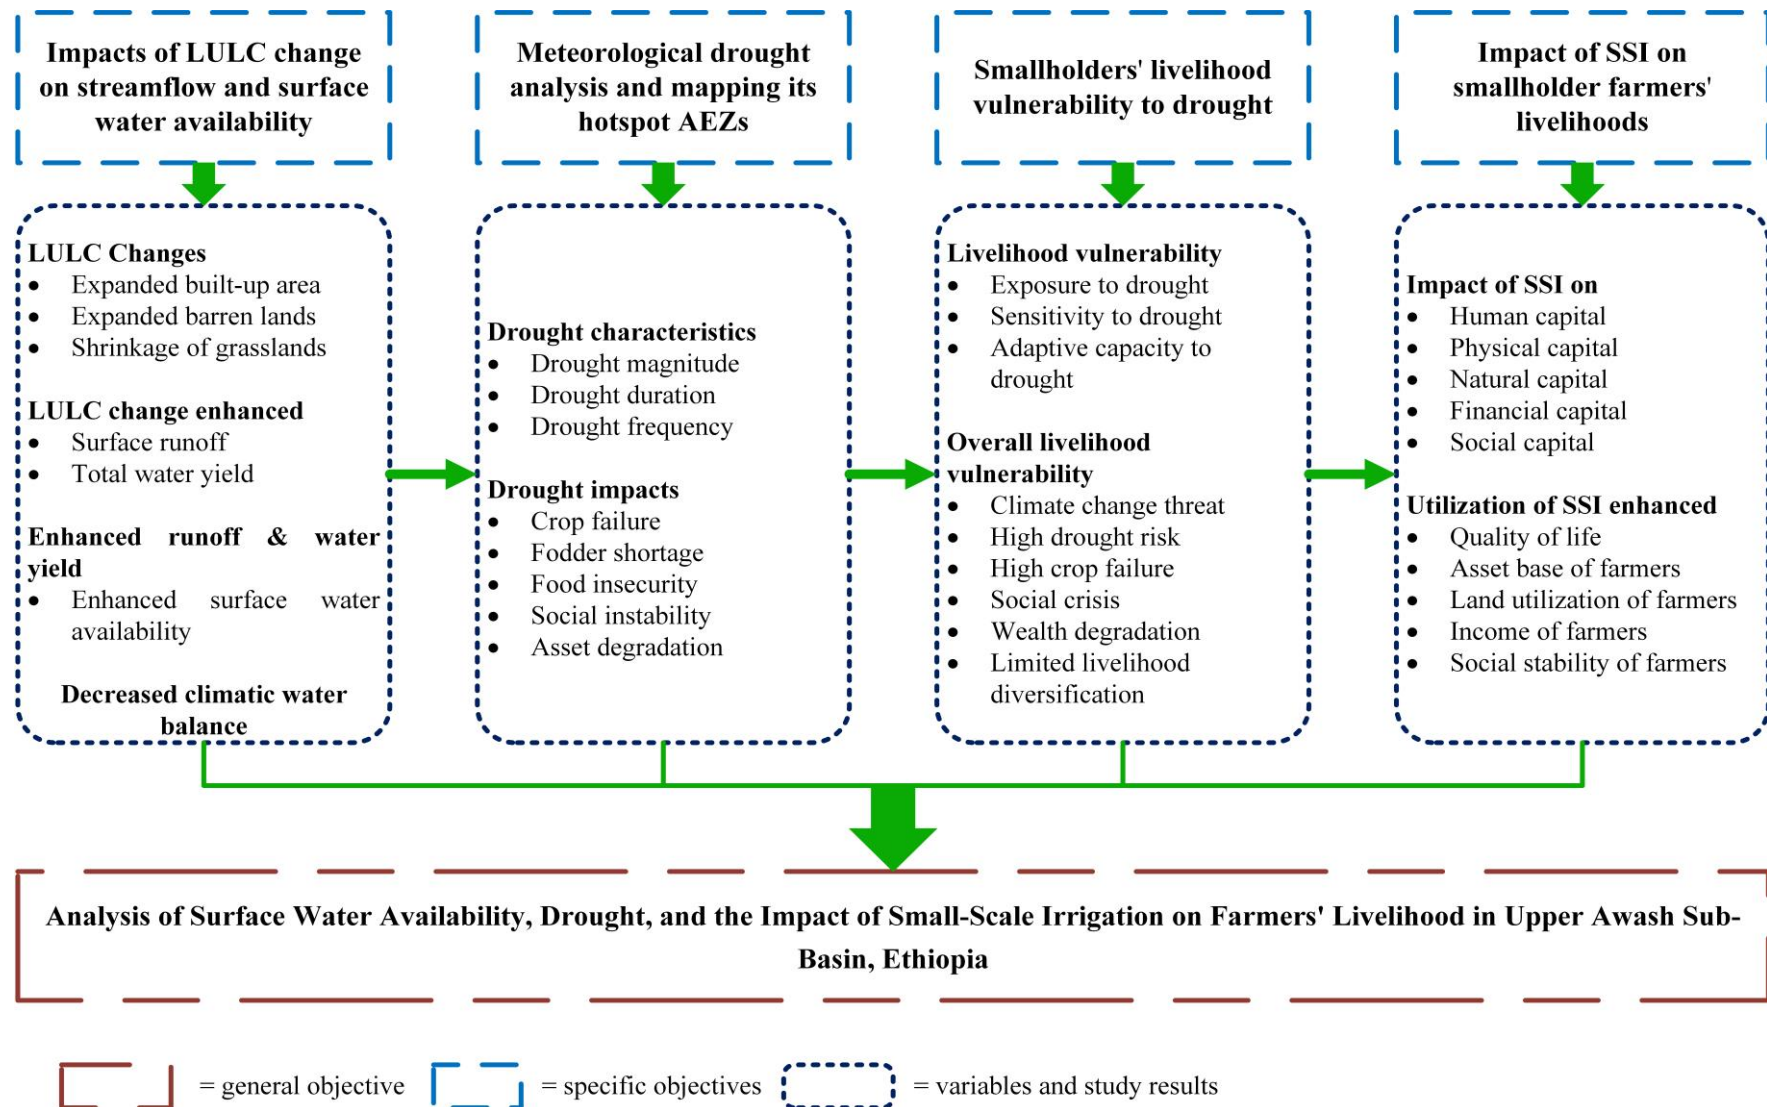 Impacts of LULC change
on streamflow and surface
water availability
Meteorological drought
analysis and mapping its
hotspot AEZs
Smallholders' livelihood
vulnerability to drought
Impact of SSI on
smallholder farmers'
livelihoods
LULC Changes
• Expanded built-up area
• Expanded barren lands
• Shrinkage of grasslands
LULC change enhanced
• Surface runoff
• Total water yield
Enhanced runoff & water
yield
• Enhanced surface water
availability
Decreased climatic water
balance
Drought characteristics
• Drought magnitude
• Drought duration
• Drought frequency
Drought impacts
• Crop failure
• Fodder shortage
• Food insecurity
• Social instability
• Asset degradation
Livelihood vulnerability
• Exposure to drought
• Sensitivity to drought
• Adaptive capacity to
drought
Overall livelihood
vulnerability
• Climate change threat
• High drought risk
• High crop failure
• Social crisis
• Wealth degradation
• Limited livelihood
diversification
Impact of SSI on
• Human capital
• Physical capital
• Natural capital
• Financial capital
• Social capital
Utilization of SSI enhanced
• Quality of life
• Asset base of farmers
• Land utilization of farmers
• Income of farmers
• Social stability of farmers
Analysis of Surface Water Availability, Drought, and the Impact of Small-Scale Irrigation on Farmers' Livelihood in Upper Awash Sub-
Basin, Ethiopia
= general objective
= specific objectives
= variables and study results